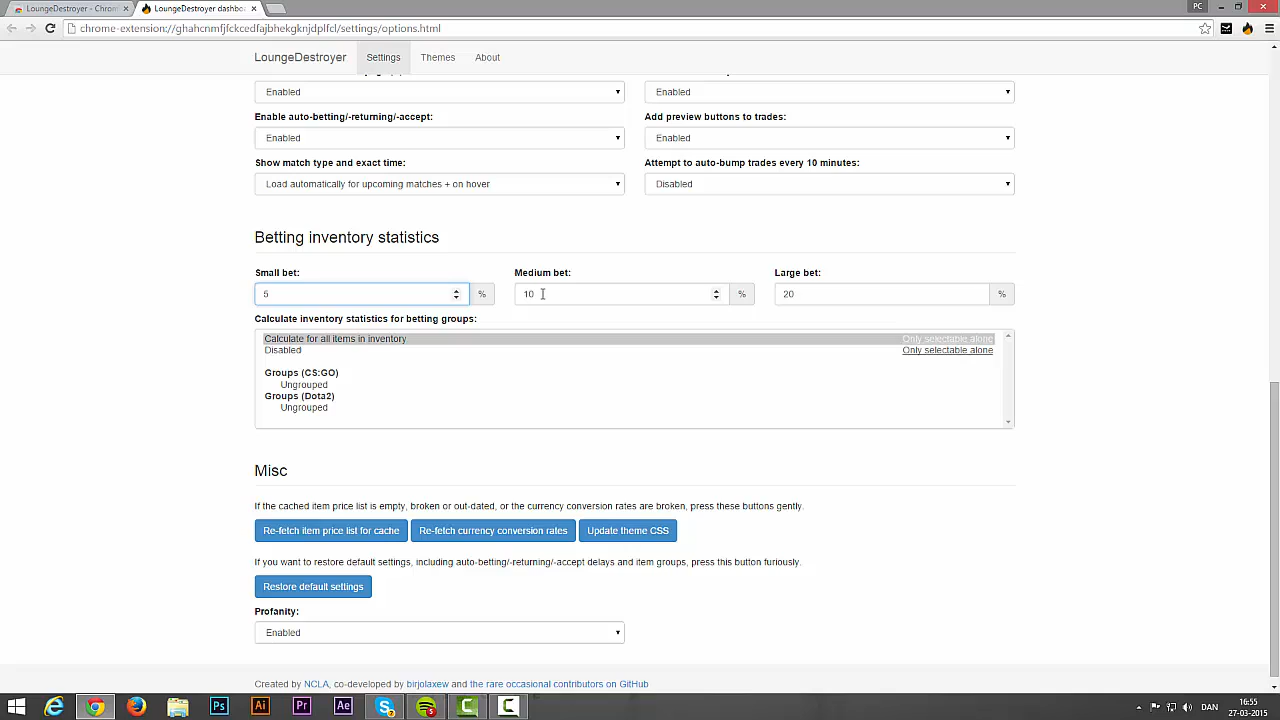 LoungeDestroyer - Chrom
LoungeDestroyer dashboa
PC
chrome-extension://ghahcnmfjfckcedfajbhekgknjdplfcl/settings/options.html
LoungeDestroyer Settings Themes About
Enabled Enabled
Enable auto-betting/-returning/-accept: Add preview buttons to trades:
Enabled Enabled
Show match type and exact time: Attempt to auto-bump trades every 10 minutes:
Load automatically for upcoming matches + on hover Disabled
Betting inventory statistics
Small bet: Medium bet: Large bet:
5 % 10 % 20 %
Calculate inventory statistics for betting groups:
Calculate for all items in inventory Only selectable alone
Disabled Only selectable alone
Groups (CS:GO)
Ungrouped
Groups (Dota2)
Ungrouped
Misc
If the cached item price list is empty, broken or out-dated, or the currency conversion rates are broken, press these buttons gently.
Re-fetch item price list for cache Re-fetch currency conversion rates Update theme CSS
If you want to restore default settings, including auto-betting/-returning/-accept delays and item groups, press this button furiously.
Restore default settings
Profanity:
Enabled
Created by NCLA, co-developed by birjolaxew and the rare occasional contributors on GitHub
Ps Ai Pr Ae
DAN
16:55
27-03-2015